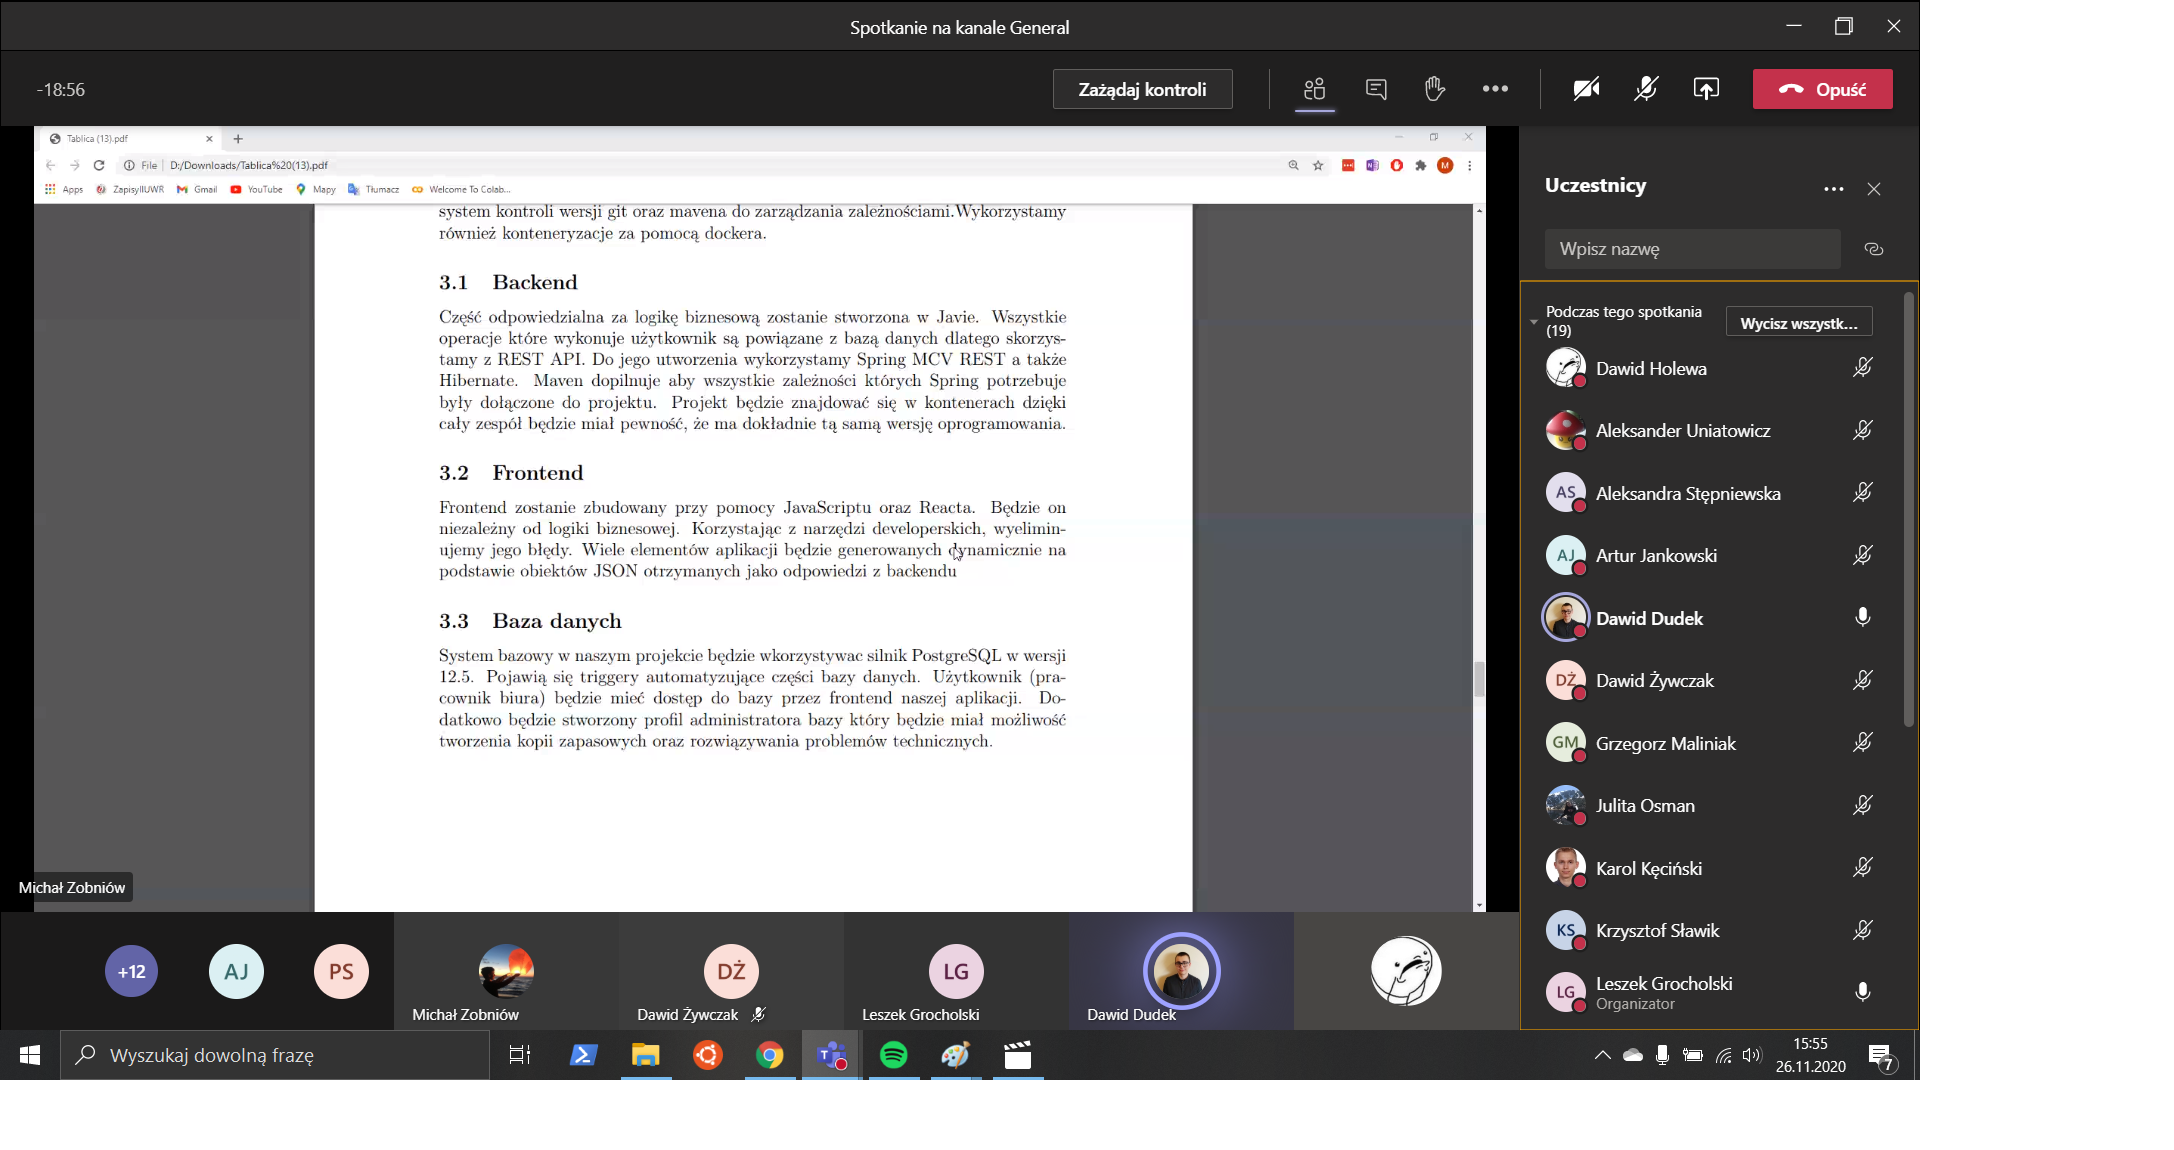 Spotkanie na kanale General
-18:56
Zażądaj kontroli
Opuść
Tablica (13).pdf
File | D:/Downloads/Tablica%20(13).pdf
M
Apps ZapisyIIUWR Gmail YouTube Mapy Tłumacz Welcome To Colab...
system kontroli wersji git oraz mavena do zarządzania zależnościami.Wykorzystamy
również konteneryzacje za pomocą dockera.
3.1 Backend
Część odpowiedzialna za logikę biznesową zostanie stworzona w Javie. Wszystkie
operacje które wykonuje użytkownik są powiązane z bazą danych dlatego skorzys-
tamy z REST API. Do jego utworzenia wykorzystamy Spring MCV REST a także
Hibernate. Maven dopilnuje aby wszystkie zależności których Spring potrzebuje
były dołączone do projektu. Projekt będzie znajdować się w kontenerach dzięki
cały zespół będzie miał pewność, że ma dokładnie tą samą wersję oprogramowania.
3.2 Frontend
Frontend zostanie zbudowany przy pomocy JavaScriptu oraz Reacta. Będzie on
niezależny od logiki biznesowej. Korzystając z narzędzi developerskich, wyelimin-
ujemy jego błędy. Wiele elementów aplikacji będzie generowanych dynamicznie na
podstawie obiektów JSON otrzymanych jako odpowiedzi z backendu
3.3 Baza danych
System bazowy w naszym projekcie będzie wkorzystywac silnik PostgreSQL w wersji
12.5. Pojawią się triggery automatyzujące części bazy danych. Użytkownik (pra-
cownik biura) będzie mieć dostęp do bazy przez frontend naszej aplikacji. Do-
datkowo będzie stworzony profil administratora bazy który będzie miał możliwość
tworzenia kopii zapasowych oraz rozwiązywania problemów technicznych.
Michał Zobniów
Uczestnicy
Wpisz nazwę
Podczas tego spotkania
(19)
Wycisz wszystk...
Dawid Holewa
Aleksander Uniatowicz
AS Aleksandra Stępniewska
AJ Artur Jankowski
Dawid Dudek
DŻ Dawid Żywczak
GM Grzegorz Maliniak
Julita Osman
Karol Kęciński
KS Krzysztof Sławik
LG Leszek Grocholski
Organizator
+12 AJ PS DŻ LG
Michał Zobniów Dawid Żywczak Leszek Grocholski Dawid Dudek
Wyszukaj dowolną frazę
15:55
26.11.2020
7